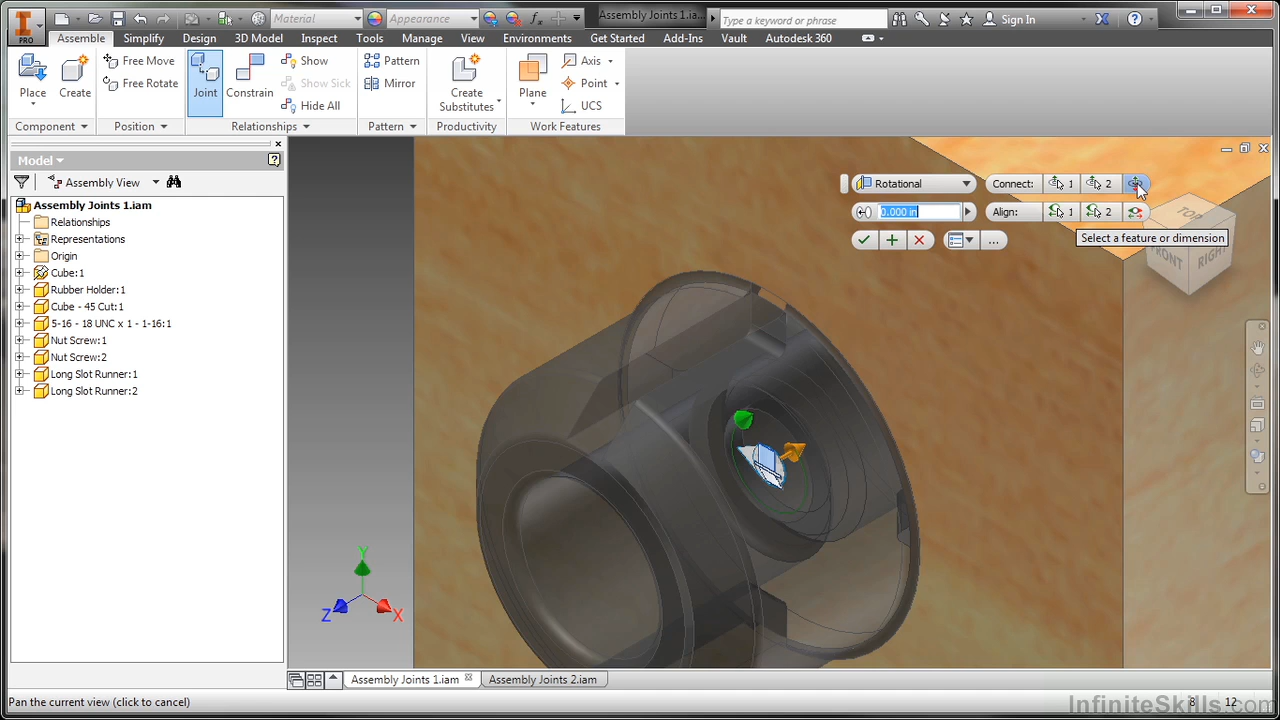 Material
Appearance
Assembly Joints 1.ia...
Type a keyword or phrase
Sign In
PRO
Assemble Simplify Design 3D Model Inspect Tools Manage View Environments Get Started Add-Ins Vault Autodesk 360
Place
Create
Free Move
Free Rotate
Joint
Constrain
Show
Show Sick
Hide All
Pattern
Mirror
Create
Substitutes
Plane
Axis
Point
UCS
Component Position Relationships Pattern Productivity Work Features
Model
Assembly View
Assembly Joints 1.iam
Relationships
Representations
Origin
Cube:1
Rubber Holder:1
Cube - 45 Cut:1
5-16 - 18 UNC x 1 - 1-16:1
Nut Screw:1
Nut Screw:2
Long Slot Runner:1
Long Slot Runner:2
Rotational
Connect: 1 2
0.000 in
Align: 1 2
...
Select a feature or dimension
TOP
FRONT
RIGHT
Y
Z
X
Assembly Joints 1.iam
Assembly Joints 2.iam
Pan the current view (click to cancel)
8 12
InfiniteSkills.com